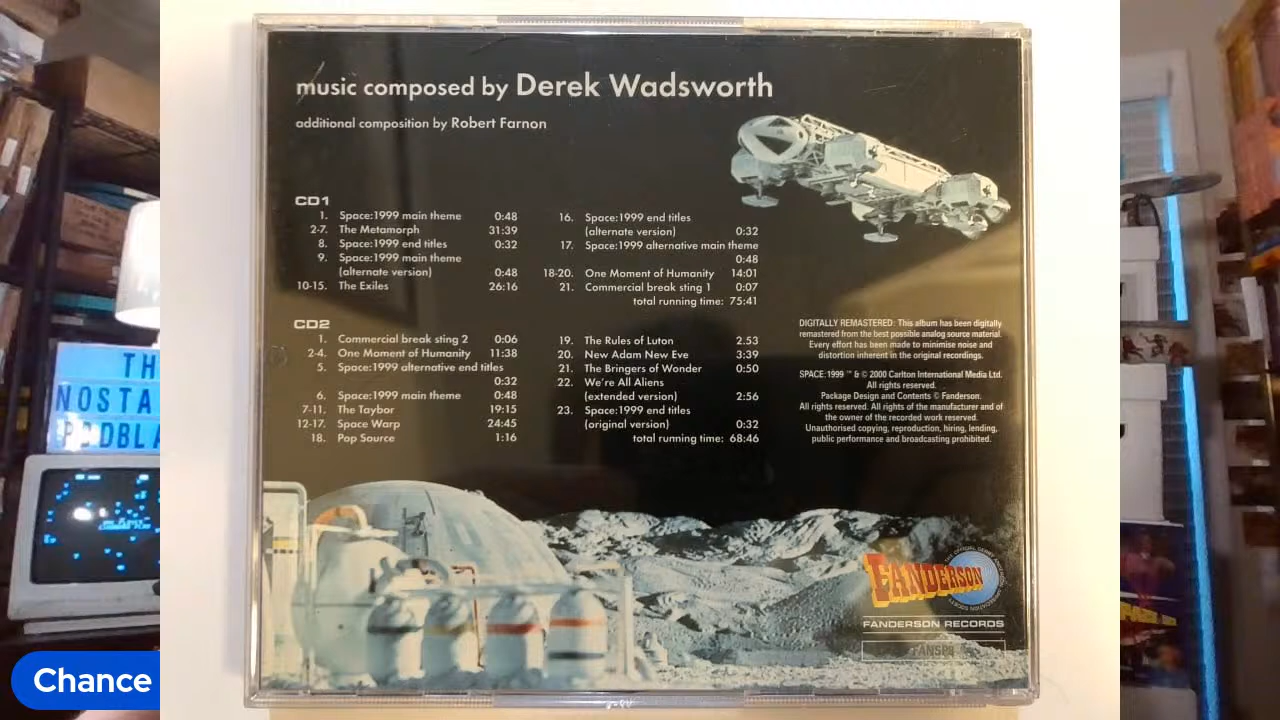 music composed by Derek Wadsworth
additional composition by Robert Farnon
CD1
1. Space:1999 main theme 0:48
2-7. The Metamorph 31:39
8. Space:1999 end titles 0:32
9. Space:1999 main theme
(alternate version) 0:48
10-15. The Exiles 26:16
16. Space:1999 end titles
(alternate version) 0:32
17. Space:1999 alternative main theme
0:48
18-20. One Moment of Humanity 14:01
21. Commercial break sting 1 0:07
total running time: 75:41
CD2
1. Commercial break sting 2 0:06
2-4. One Moment of Humanity 11:38
5. Space:1999 alternative end titles
0:32
6. Space:1999 main theme 0:48
7-11. The Taybor 19:15
12-17. Space Warp 24:45
18. Pop Source 1:16
19. The Rules of Luton 2.53
20. New Adam New Eve 3:39
21. The Bringers of Wonder 0:50
22. We're All Aliens
(extended version) 2:56
23. Space:1999 end titles
(original version) 0:32
total running time: 68:46
DIGITALLY REMASTERED: This album has been digitally
remastered from the best possible analog source material.
Every effort has been made to minimise noise and
distortion inherent in the original recordings.
SPACE:1999 ™ & © 2000 Carlton International Media Ltd.
All rights reserved.
Package Design and Contents © Fanderson.
All rights reserved. All rights of the manufacturer and of
the owner of the recorded work reserved.
Unauthorised copying, reproduction, hiring, lending,
public performance and broadcasting prohibited.
FANDERSON
FANDERSON RECORDS
TH
NOSTA
PODBLA
Chance